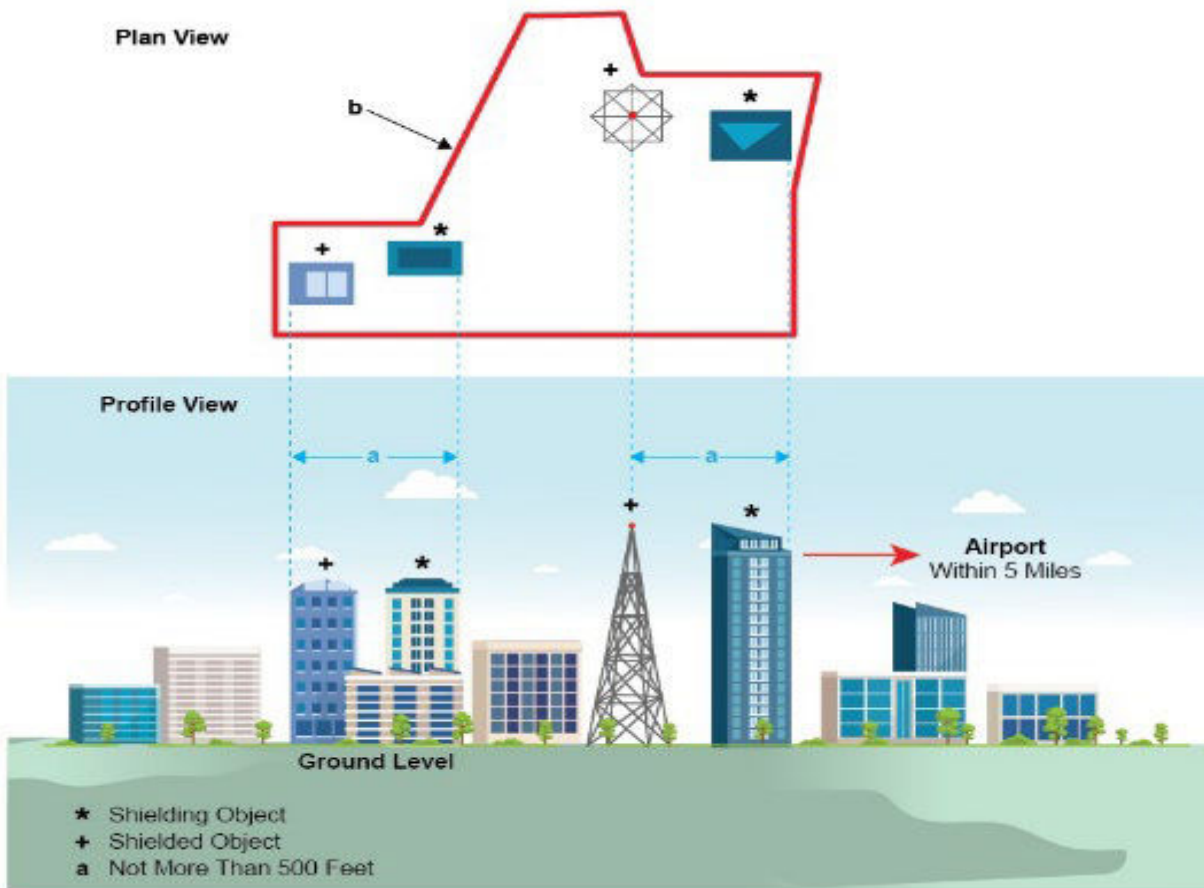 Plan View
+
*
b
*
+
Profile View
a
a
+
*
+
*
Airport
Within 5 Miles
Ground Level
* Shielding Object
+ Shielded Object
a Not More Than 500 Feet